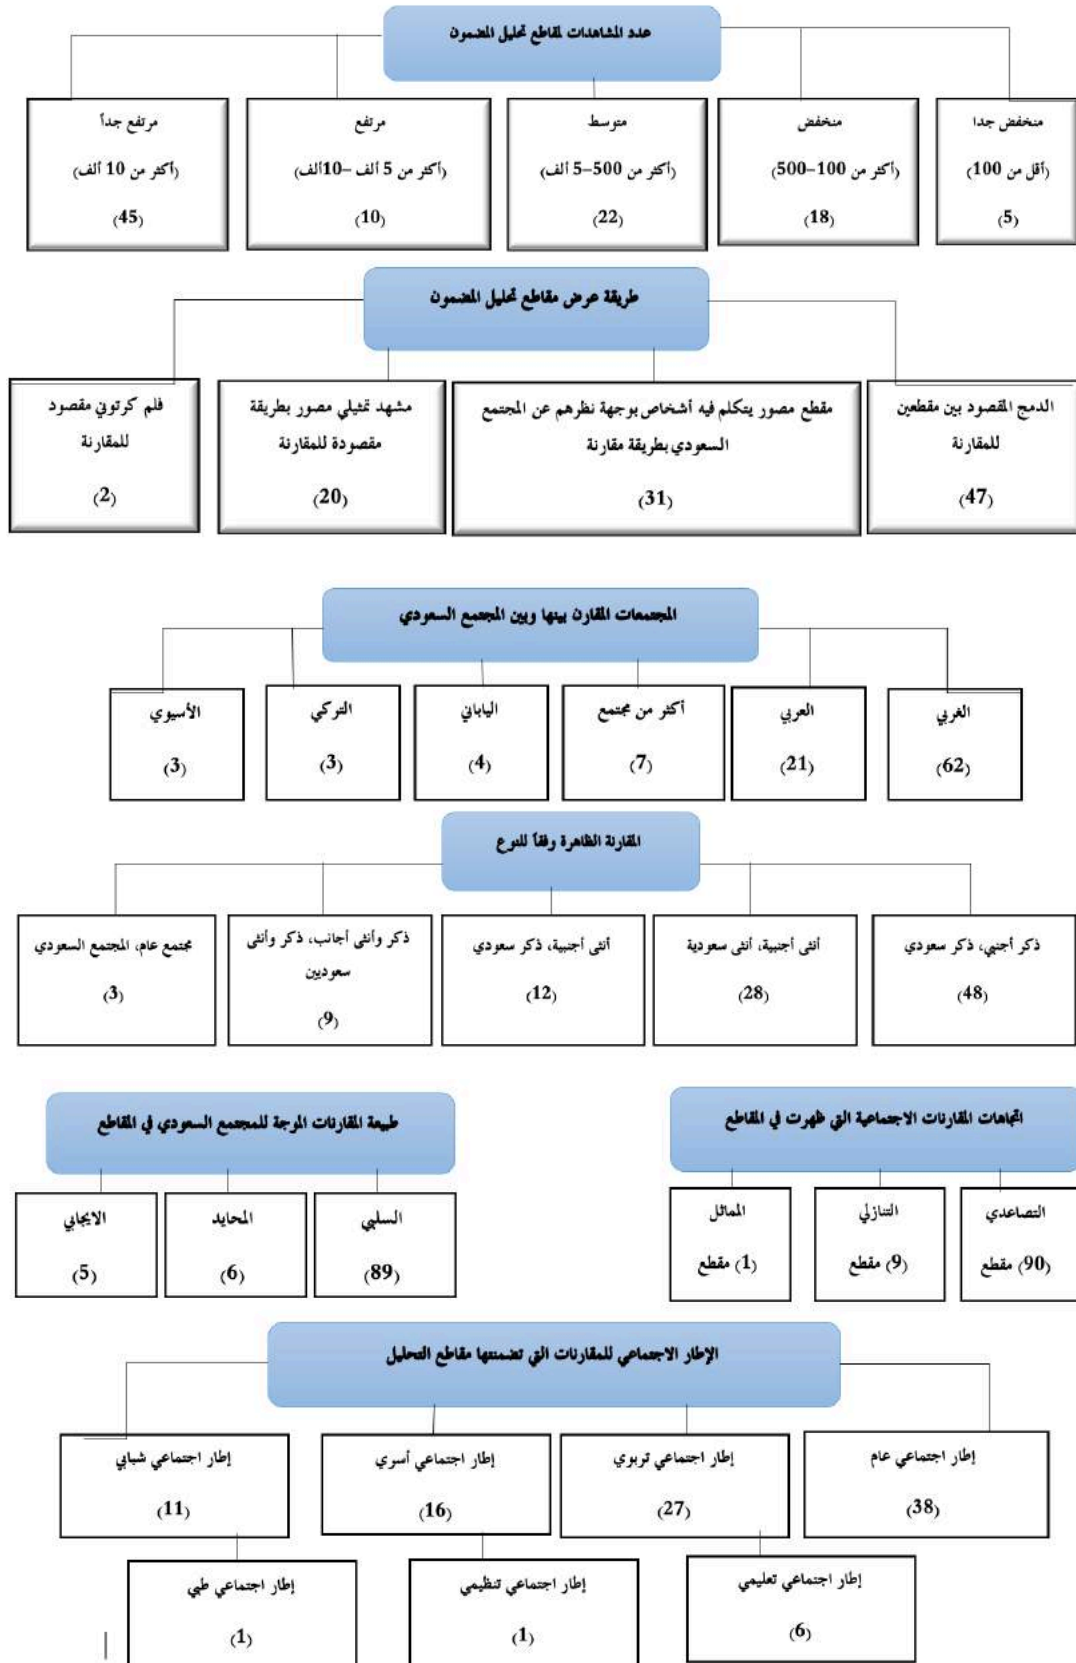 عدد المشاهدات لمقاطع تحليل المضمون
منخفض جدا
(أقل من 100)
(5)
منخفض
(أكثر من 100–500)
(18)
متوسط
(أكثر من 500–5 ألف)
(22)
مرتفع
(أكثر من 5 ألف –10ألف)
(10)
مرتفع جداً
(أكثر من 10 ألف)
(45)
طريقة عرض مقاطع تحليل المضمون
الدمج المقصود بين مقطعين
للمقارنة
(47)
مقطع مصور يتكلم فيه أشخاص بوجهة نظرهم عن المجتمع
السعودي بطريقة مقارنة
(31)
مشهد تمثيلي مصور بطريقة
مقصودة للمقارنة
(20)
فلم كرتوني مقصود
للمقارنة
(2)
المجتمعات المقارن بينها وبين المجتمع السعودي
الغربي
(62)
العربي
(21)
أكثر من مجتمع
(7)
الياباني
(4)
التركي
(3)
الأسيوي
(3)
المقارنة الظاهرة وفقاً للنوع
ذكر أجنبي، ذكر سعودي
(48)
أنثى أجنبية، أنثى سعودية
(28)
أنثى أجنبية، ذكر سعودي
(12)
ذكر وأنثى أجانب، ذكر وأنثى
سعوديين
(9)
مجتمع عام، المجتمع السعودي
(3)
اتجاهات المقارنات الاجتماعية التي ظهرت في المقاطع
التصاعدي
(90) مقطع
التنازلي
(9) مقطع
المماثل
(1) مقطع
طبيعة المقارنات الموجة للمجتمع السعودي في المقاطع
السلبي
(89)
المحايد
(6)
الايجابي
(5)
الإطار الاجتماعي للمقارنات التي تضمنتها مقاطع التحليل
إطار اجتماعي عام
(38)
إطار اجتماعي تربوي
(27)
إطار اجتماعي أسري
(16)
إطار اجتماعي شبابي
(11)
إطار اجتماعي تعليمي
(6)
إطار اجتماعي تنظيمي
(1)
إطار اجتماعي طبي
(1)